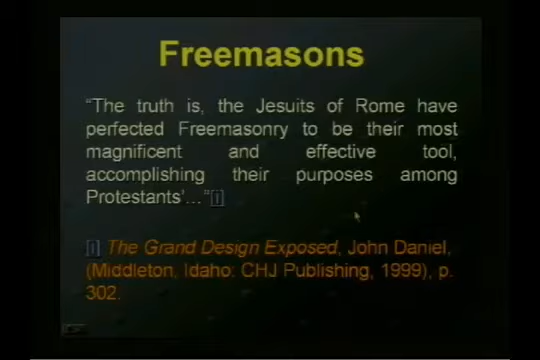 Freemasons
“The truth is, the Jesuits of Rome have
perfected Freemasonry to be their most
magnificent and effective tool,
accomplishing their purposes among
Protestants’...”[i]
[i] The Grand Design Exposed, John Daniel,
(Middleton, Idaho: CHJ Publishing, 1999), p.
302.